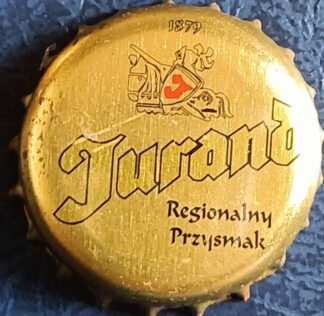 1879
Jurand
Regionalny
Przysmak